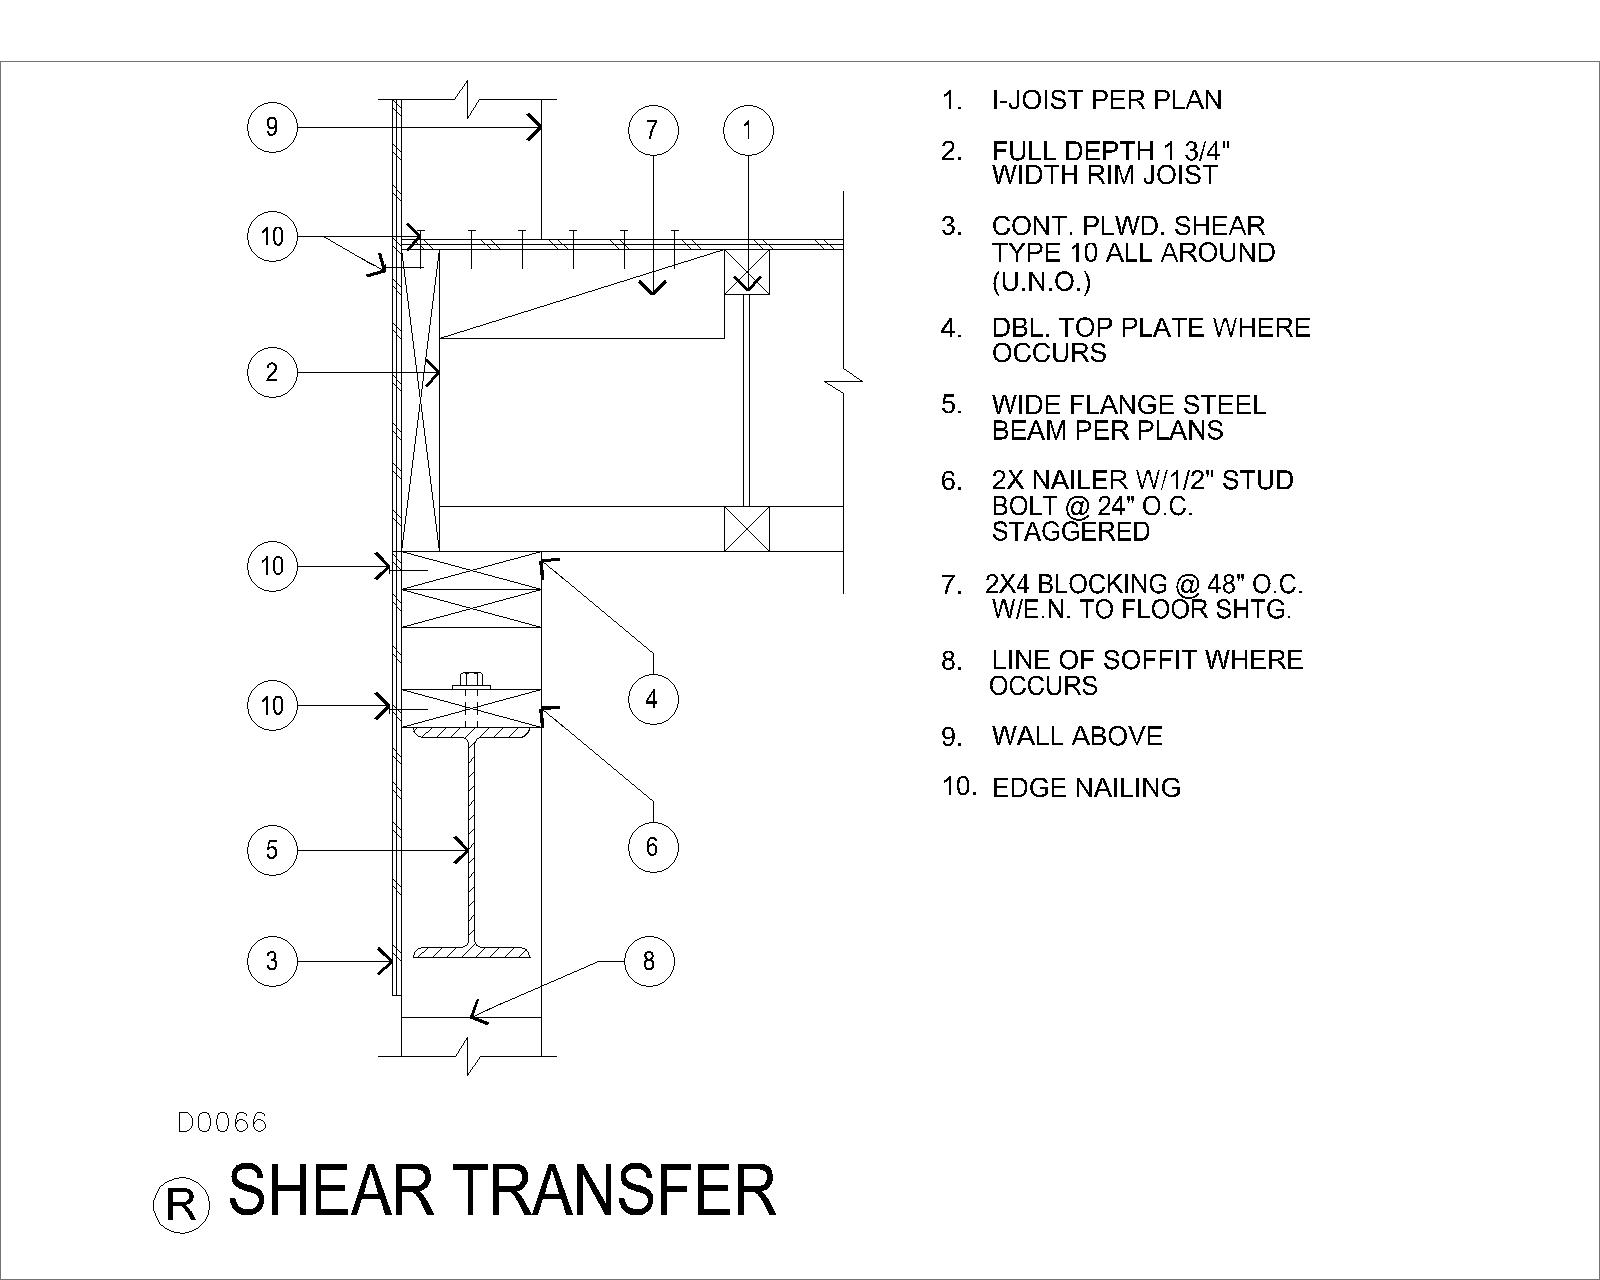 9
7
1
10
2
10
4
10
6
5
3
8
1. I-JOIST PER PLAN
2. FULL DEPTH 1 3/4"
WIDTH RIM JOIST
3. CONT. PLWD. SHEAR
TYPE 10 ALL AROUND
(U.N.O.)
4. DBL. TOP PLATE WHERE
OCCURS
5. WIDE FLANGE STEEL
BEAM PER PLANS
6. 2X NAILER W/1/2" STUD
BOLT @ 24" O.C.
STAGGERED
7. 2X4 BLOCKING @ 48" O.C.
W/E.N. TO FLOOR SHTG.
8. LINE OF SOFFIT WHERE
OCCURS
9. WALL ABOVE
10. EDGE NAILING
D0066
R SHEAR TRANSFER